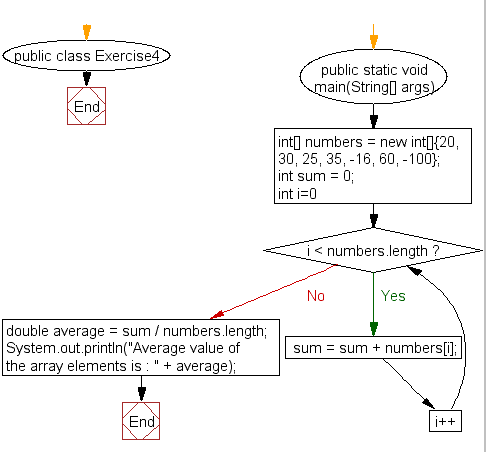 public class Exercise4
End
public static void
main(String[] args)
int[] numbers = new int[]{20,
30, 25, 35, -16, 60, -100};
int sum = 0;
int i=0
i < numbers.length ?
No
Yes
double average = sum / numbers.length;
System.out.println("Average value of
the array elements is : " + average);
sum = sum + numbers[i];
End
i++